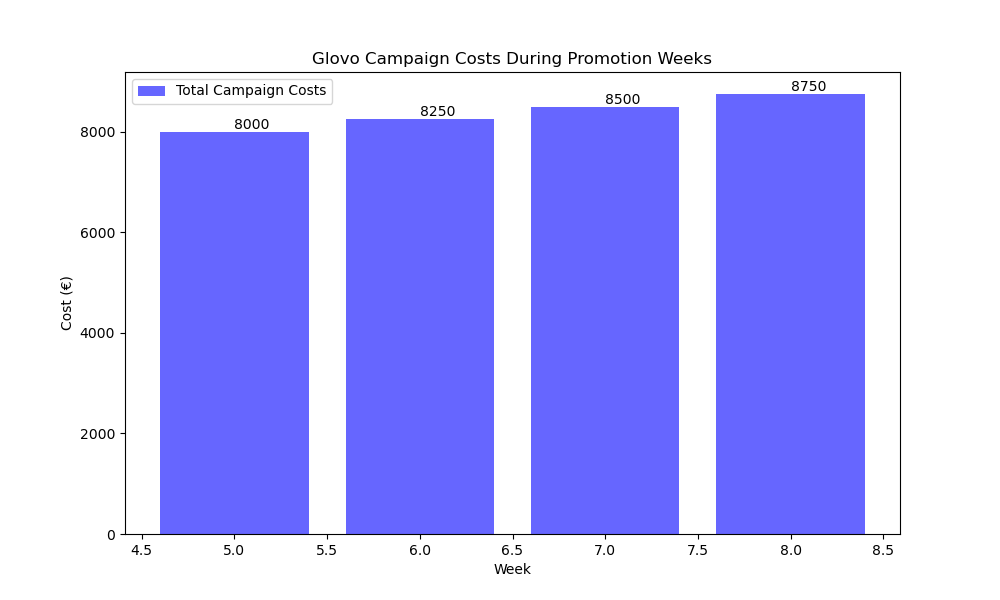 Glovo Campaign Costs During Promotion Weeks
Total Campaign Costs
8000
8250
8500
8750
8000
6000
4000
2000
0
Cost (€)
4.5 5.0 5.5 6.0 6.5 7.0 7.5 8.0 8.5
Week